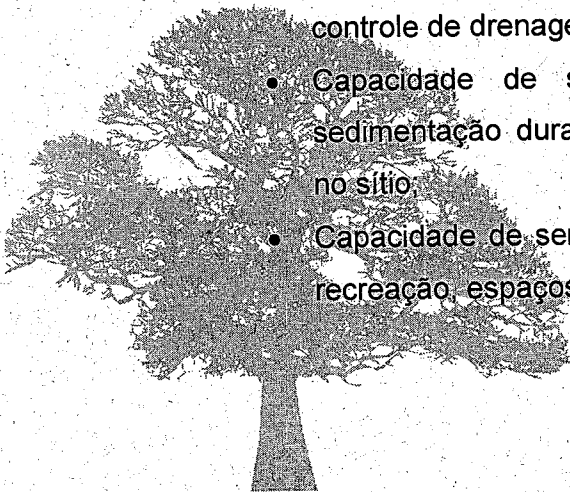 controle de drenage
• Capacidade de s
sedimentação dura
no sítio;
• Capacidade de ser
recreação, espaços